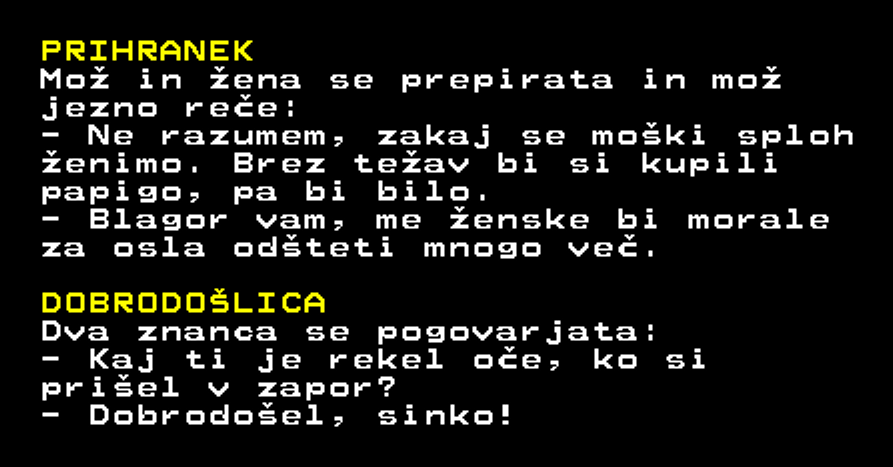 PRIHRANEK
Mož in žena se prepirata in mož
jezno reče:
- Ne razumem, zakaj se moški sploh
ženimo. Brez težav bi si kupili
papigo, pa bi bilo.
- Blagor vam, me ženske bi morale
za osla odšteti mnogo več.
DOBRODOŠLICA
Dva znanca se pogovarjata:
- Kaj ti je rekel oče, ko si
prišel v zapor?
- Dobrodošel, sinko!